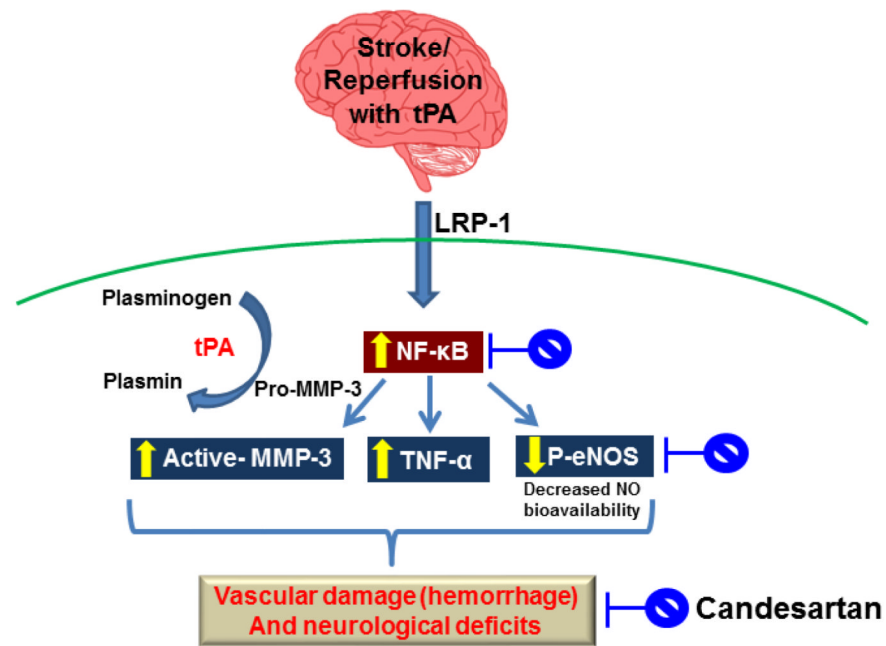 Stroke/
Reperfusion
with tPA
LRP-1
Plasminogen
tPA
Plasmin
Pro-MMP-3
NF-κB
Active- MMP-3
TNF-α
P-eNOS
Decreased NO
bioavailability
Vascular damage (hemorrhage)
And neurological deficits
Candesartan